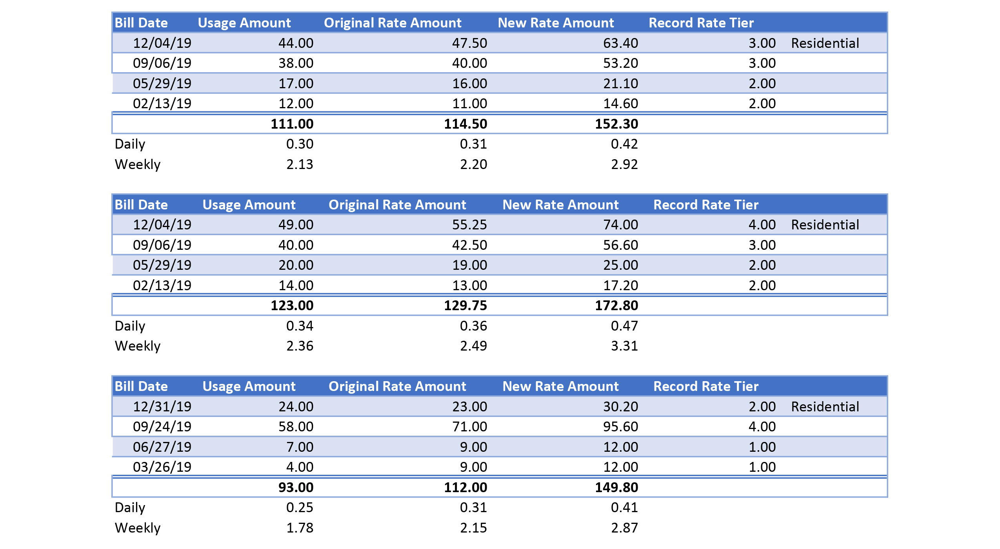 Bill Date Usage Amount Original Rate Amount New Rate Amount Record Rate Tier
12/04/19 44.00 47.50 63.40 3.00 Residential
09/06/19 38.00 40.00 53.20 3.00
05/29/19 17.00 16.00 21.10 2.00
02/13/19 12.00 11.00 14.60 2.00
111.00 114.50 152.30
Daily 0.30 0.31 0.42
Weekly 2.13 2.20 2.92
Bill Date Usage Amount Original Rate Amount New Rate Amount Record Rate Tier
12/04/19 49.00 55.25 74.00 4.00 Residential
09/06/19 40.00 42.50 56.60 3.00
05/29/19 20.00 19.00 25.00 2.00
02/13/19 14.00 13.00 17.20 2.00
123.00 129.75 172.80
Daily 0.34 0.36 0.47
Weekly 2.36 2.49 3.31
Bill Date Usage Amount Original Rate Amount New Rate Amount Record Rate Tier
12/31/19 24.00 23.00 30.20 2.00 Residential
09/24/19 58.00 71.00 95.60 4.00
06/27/19 7.00 9.00 12.00 1.00
03/26/19 4.00 9.00 12.00 1.00
93.00 112.00 149.80
Daily 0.25 0.31 0.41
Weekly 1.78 2.15 2.87